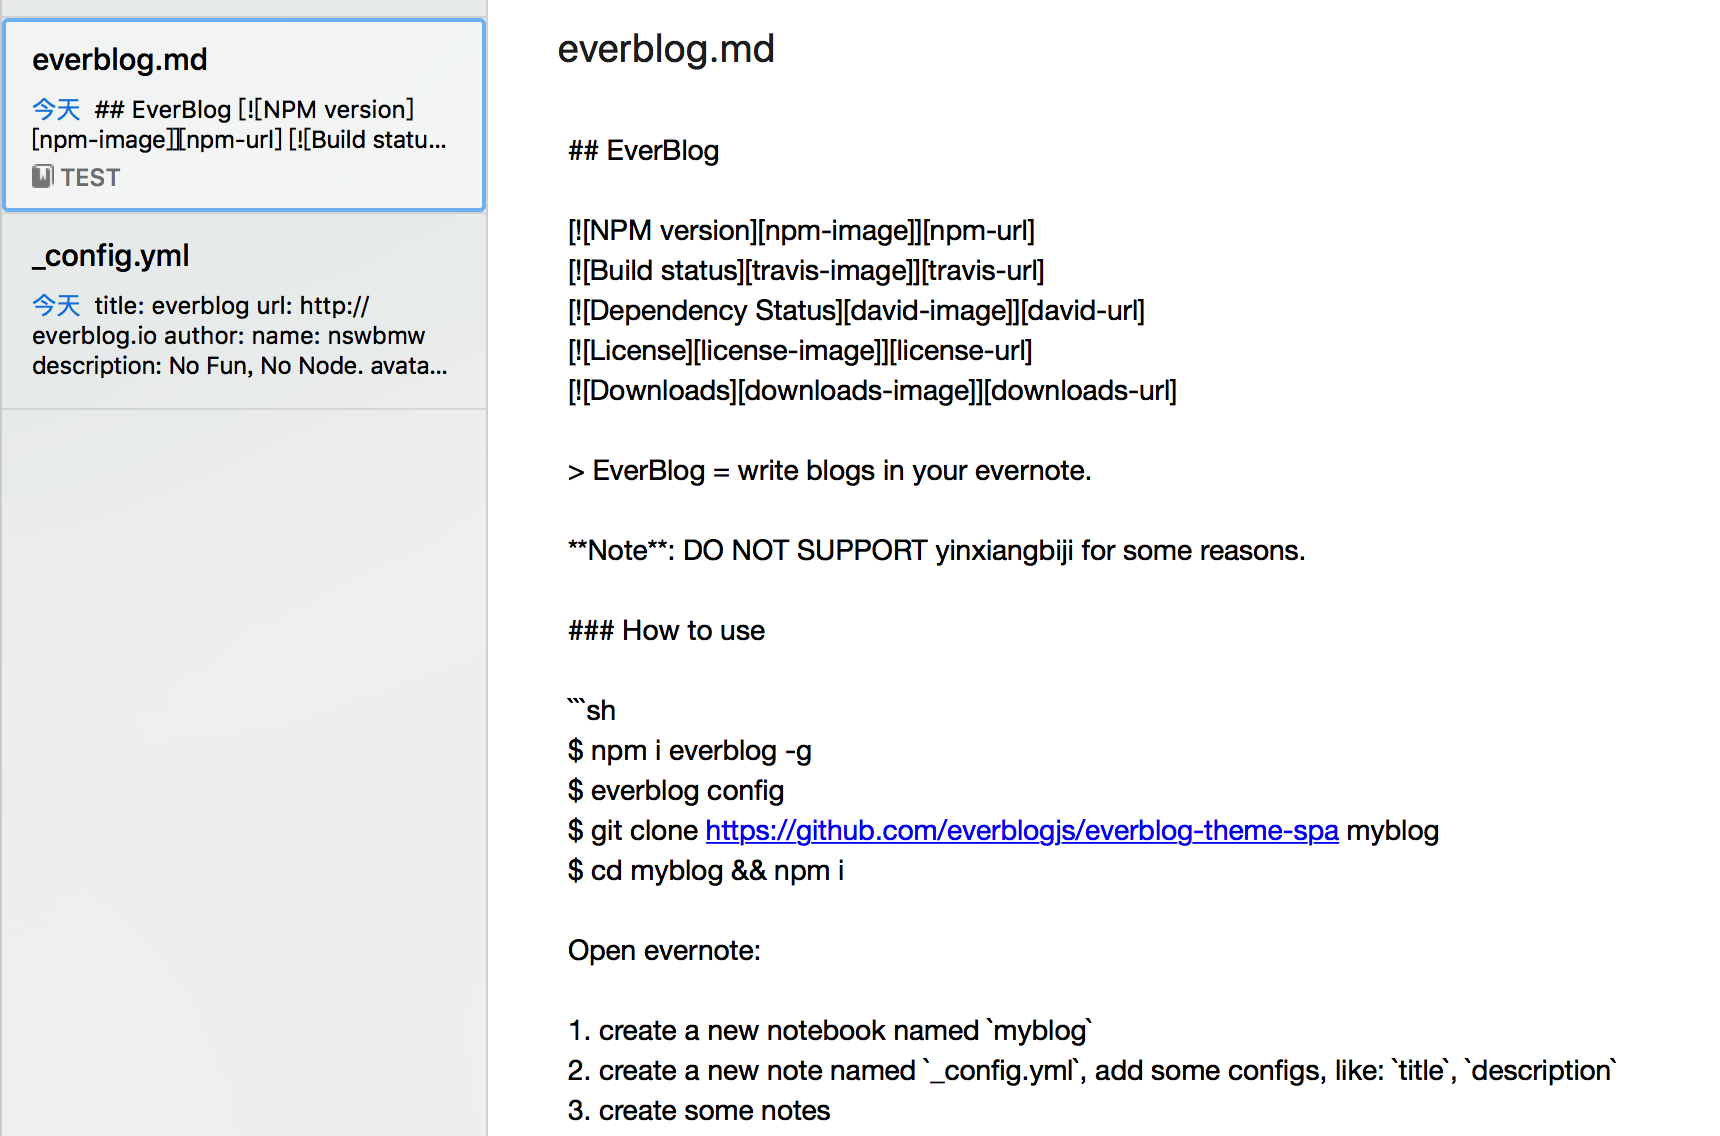 everblog.md
今天 ## EverBlog [![NPM version]
[npm-image]][npm-url] [![Build statu...
TEST
_config.yml
今天 title: everblog url: http://
everblog.io author: name: nswbmw
description: No Fun, No Node. avata...
everblog.md
## EverBlog
[![NPM version][npm-image]][npm-url]
[![Build status][travis-image]][travis-url]
[![Dependency Status][david-image]][david-url]
[![License][license-image]][license-url]
[![Downloads][downloads-image]][downloads-url]
> EverBlog = write blogs in your evernote.
**Note**: DO NOT SUPPORT yinxiangbiji for some reasons.
### How to use
```sh
$ npm i everblog -g
$ everblog config
$ git clone https://github.com/everblogjs/everblog-theme-spa myblog
$ cd myblog && npm i
Open evernote:
1. create a new notebook named `myblog`
2. create a new note named `_config.yml`, add some configs, like: `title`, `description`
3. create some notes